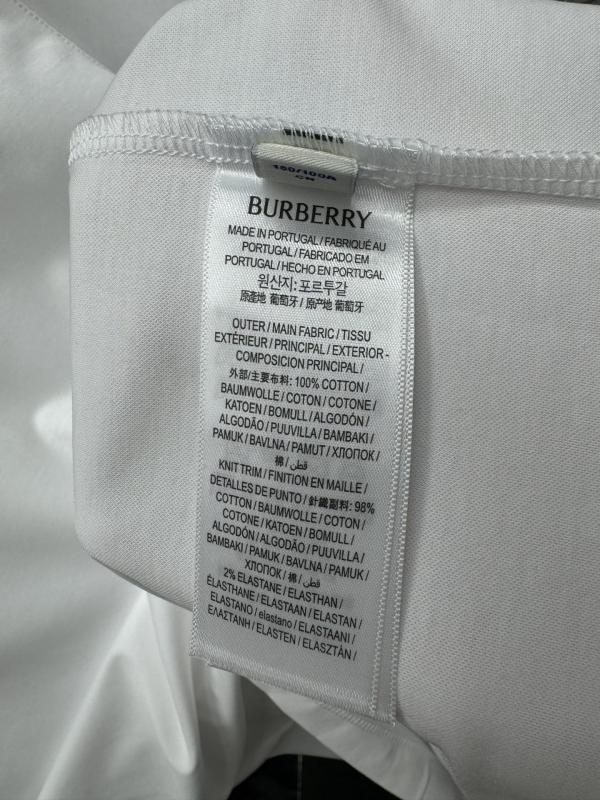 160/100A
CN
BURBERRY
MADE IN PORTUGAL / FABRIQUÉ AU
PORTUGAL / FABRICADO EM
PORTUGAL / HECHO EN PORTUGAL
원산지: 포르투갈
原產地 葡萄牙 / 原产地 葡萄牙
OUTER / MAIN FABRIC / TISSU
EXTÉRIEUR / PRINCIPAL / EXTERIOR -
COMPOSICION PRINCIPAL /
外部/主要布料: 100% COTTON /
BAUMWOLLE / COTON / COTONE /
KATOEN / BOMULL / ALGODÓN /
ALGODÃO / PUUVILLA / BAMBAKI /
PAMUK / BAVLNA / PAMUT / ХЛОПОК /
棉 / قطن
KNIT TRIM / FINITION EN MAILLE /
DETALLES DE PUNTO / 針織副料: 98%
COTTON / BAUMWOLLE / COTON /
COTONE / KATOEN / BOMULL /
ALGODÓN / ALGODÃO / PUUVILLA /
BAMBAKI / PAMUK / BAVLNA / PAMUK /
ХЛОПОК / 棉 / قطن
2% ELASTANE / ELASTHAN /
ÉLASTHANE / ELASTAAN / ELASTAN /
ELASTANO / elastano / ELASTAANI /
ΕΛΑΣΤΑΝΗ / ELASTEN / ELASZTÁN /